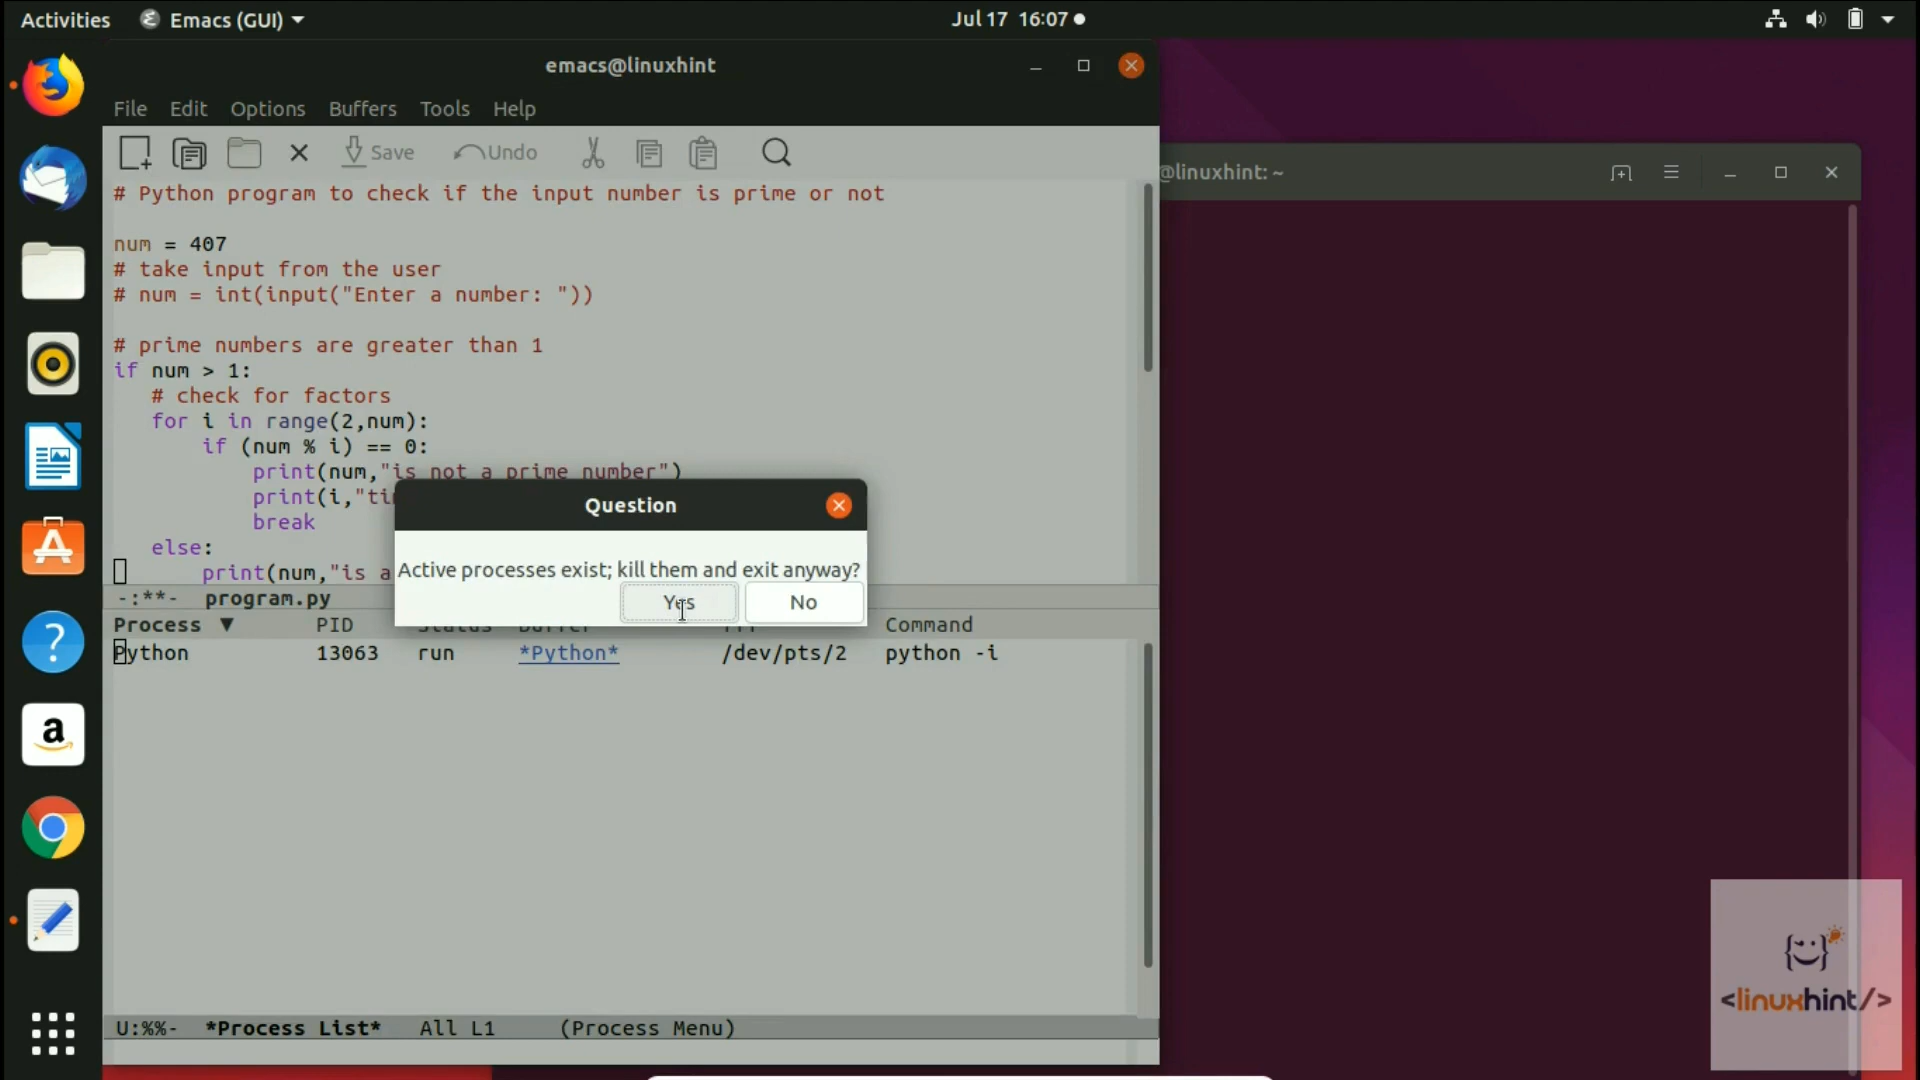 Activities
Emacs (GUI)
Jul 17 16:07
emacs@linuxhint
File Edit Options Buffers Tools Help
Save
Undo
@linuxhint: ~
# Python program to check if the input number is prime or not
num = 407
# take input from the user
# num = int(input("Enter a number: "))
# prime numbers are greater than 1
if num > 1:
# check for factors
for i in range(2,num):
if (num % i) == 0:
print(num,"is not a prime number")
print(i,"ti
break
else:
print(num,"is a
Question
Active processes exist; kill them and exit anyway?
Yes No
-:**- program.py
Process ▼ PID Command
Python 13063 run *Python* /dev/pts/2 python -i
U:%%- *Process List* All L1 (Process Menu)
?
a
A
<linuxhint/>